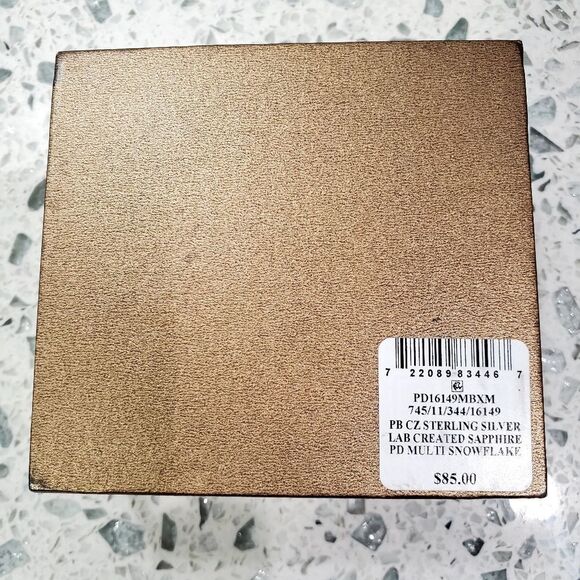 7 22089 83446 7
PD16149MBXM
745/11/344/16149
PB CZ STERLING SILVER
LAB CREATED SAPPHIRE
PD MULTI SNOWFLAKE
$85.00